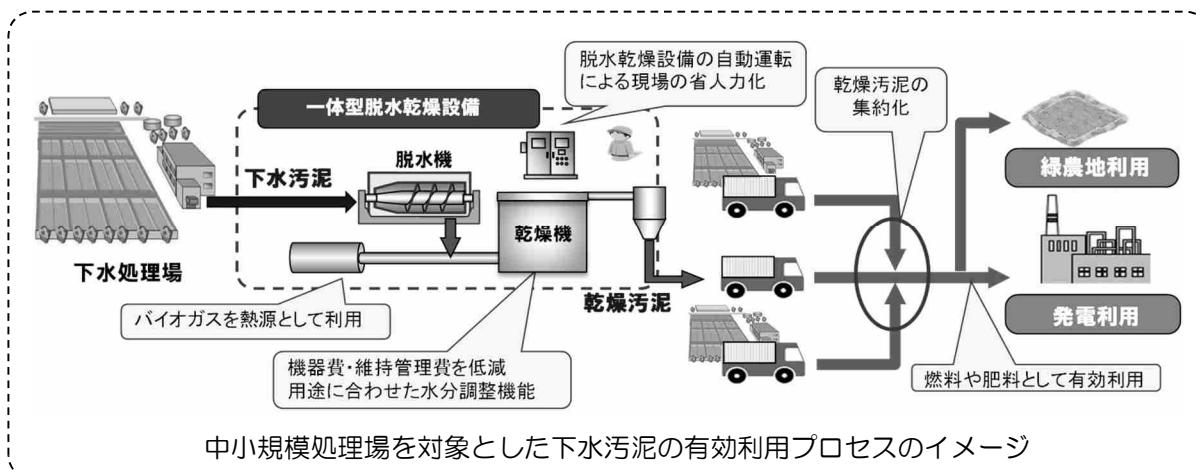 脱水乾燥設備の自動運転
による現場の省人力化
乾燥汚泥の
集約化
一体型脱水乾燥設備
脱水機
下水汚泥
緑農地利用
乾燥機
下水処理場
乾燥汚泥
発電利用
バイオガスを熱源として利用
機器費・維持管理費を低減
用途に合わせた水分調整機能
燃料や肥料として有効利用
中小規模処理場を対象とした下水汚泥の有効利用プロセスのイメージ